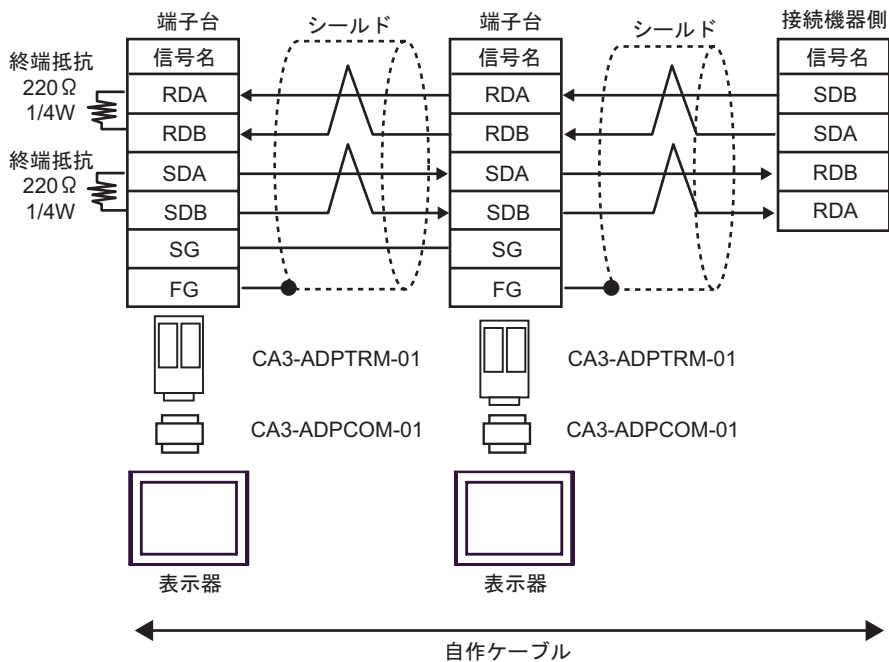 端子台
シールド
端子台
シールド
接続機器側
信号名
信号名
信号名
終端抵抗
220Ω
1/4W
RDA
RDA
SDB
RDB
RDB
SDA
終端抵抗
220Ω
1/4W
SDA
SDA
RDB
SDB
SDB
RDA
SG
SG
FG
FG
CA3-ADPTRM-01
CA3-ADPTRM-01
CA3-ADPCOM-01
CA3-ADPCOM-01
表示器
表示器
自作ケーブル